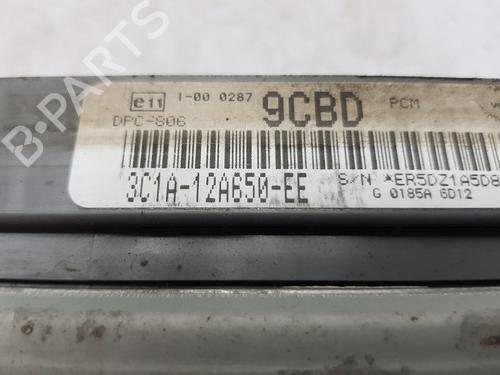 B-Parts
e11 1-00 0287 9CBD PCM
DPC-806
3C1A-12A650-EE S/N *ER5DZ1A5D8
G 0185A 6D12